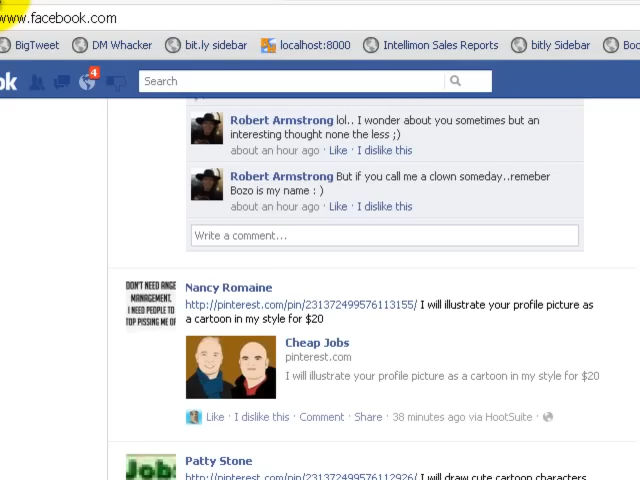 www.facebook.com
BigTweet DM Whacker bit.ly sidebar localhost:8000 Intellimon Sales Reports bitly Sidebar Boo
ok 4 Search
Robert Armstrong lol.. I wonder about you sometimes but an
interesting thought none the less ;)
about an hour ago · Like · I dislike this
Robert Armstrong But if you call me a clown someday..remeber
Bozo is my name : )
about an hour ago · Like · I dislike this
Write a comment...
DON'T NEED ANGE
MANAGEMENT.
I NEED PEOPLE TO
TOP PISSING ME OF
Nancy Romaine
http://pinterest.com/pin/231372499576113155/ I will illustrate your profile picture as
a cartoon in my style for $20
Cheap Jobs
pinterest.com
I will illustrate your profile picture as a cartoon in my style for $20
Like · I dislike this · Comment · Share · 38 minutes ago via HootSuite ·
Job
Patty Stone
http://pinterest.com/pin/231372499576112926/ I will draw cute cartoon characters